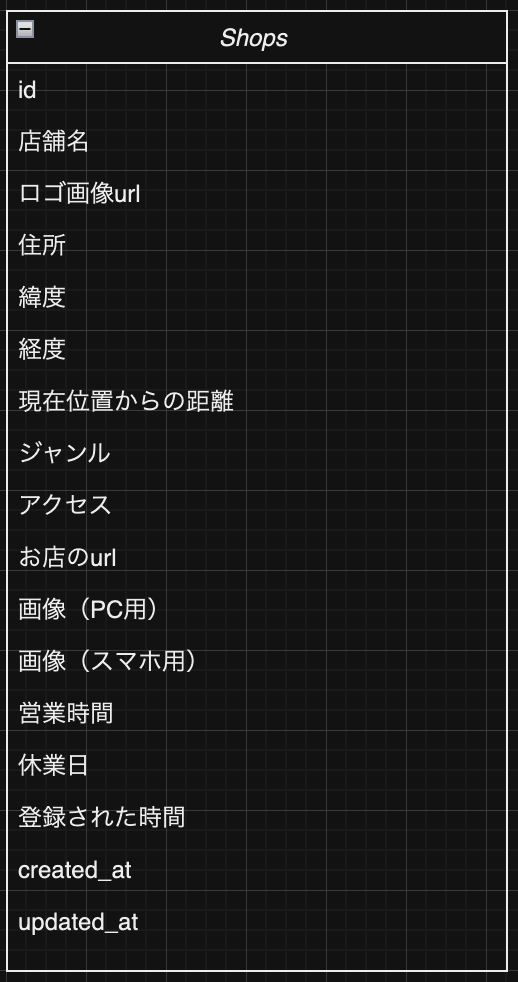 Shops
id
店舗名
ロゴ画像url
住所
緯度
経度
現在位置からの距離
ジャンル
アクセス
お店のurl
画像（PC用）
画像（スマホ用）
営業時間
休業日
登録された時間
created_at
updated_at